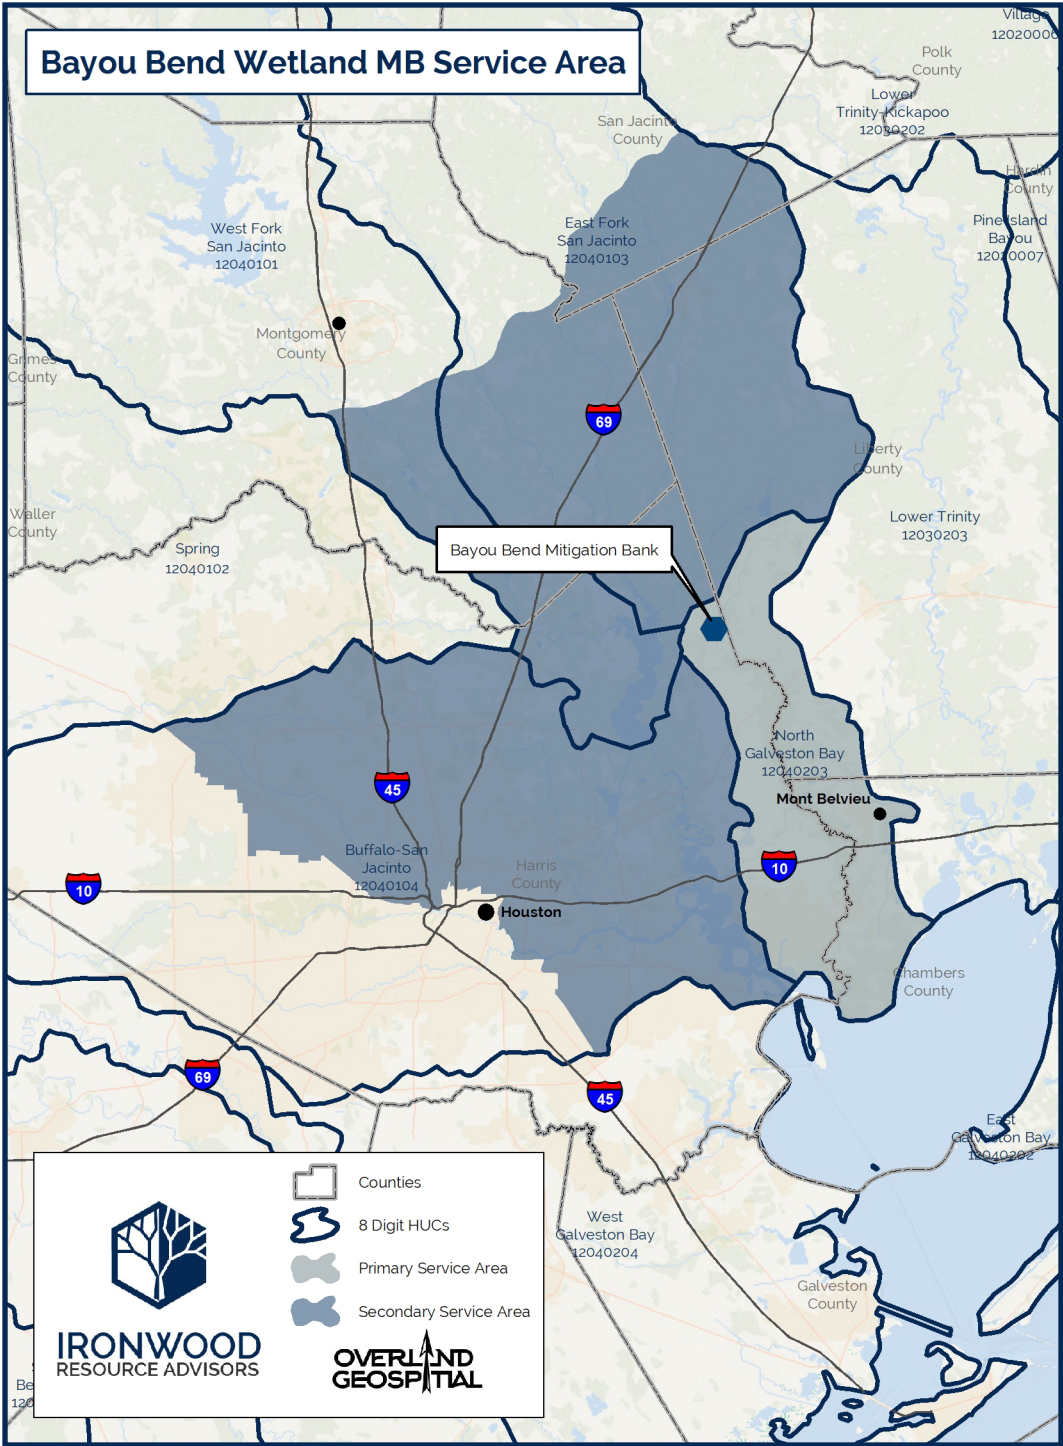 Bayou Bend Wetland MB Service Area
Village
12020006
Polk
County
Lower
Trinity-Kickapoo
12030202
San Jacinto
County
Hardin
County
Pine Island
Bayou
12020007
West Fork
San Jacinto
12040101
East Fork
San Jacinto
12040103
Montgomery
County
Grimes
County
69
Liberty
County
Waller
County
Lower Trinity
12030203
Spring
12040102
Bayou Bend Mitigation Bank
North
Galveston Bay
12040203
45
Mont Belvieu
Buffalo-San
Jacinto
12040104
Harris
County
10
10
Houston
Chambers
County
69
45
East
Galveston Bay
12040202
West
Galveston Bay
12040204
Galveston
County
Counties
8 Digit HUCs
Primary Service Area
Secondary Service Area
IRONWOOD
RESOURCE ADVISORS
OVERLAND
GEOSPATIAL